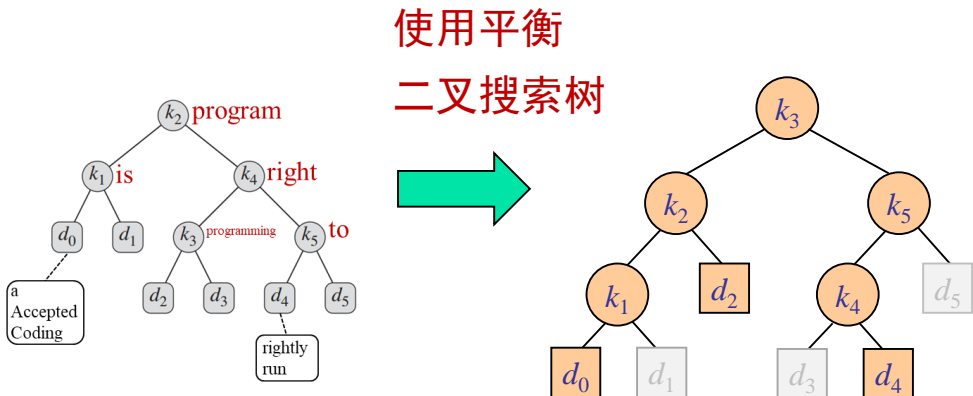 使用平衡
二叉搜索树
k2 program
k1 is
k4 right
d0
d1
k3 programming
k5 to
d2
d3
d4
d5
a
Accepted
Coding
rightly
run
k3
k2
k5
k1
d2
k4
d5
d0
d1
d3
d4